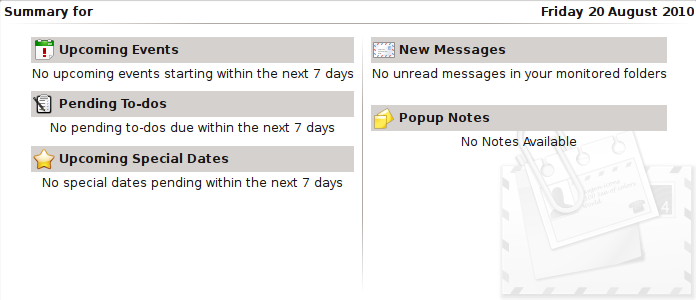 Summary for
Friday 20 August 2010
Upcoming Events
No upcoming events starting within the next 7 days
Pending To-dos
No pending to-dos due within the next 7 days
Upcoming Special Dates
No special dates pending within the next 7 days
New Messages
No unread messages in your monitored folders
Popup Notes
No Notes Available
4